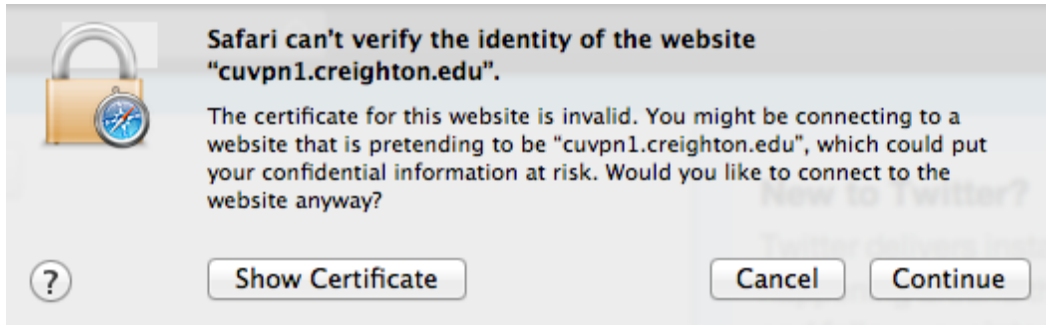 Safari can't verify the identity of the website
“cuvpn1.creighton.edu”.
The certificate for this website is invalid. You might be connecting to a
website that is pretending to be “cuvpn1.creighton.edu”, which could put
your confidential information at risk. Would you like to connect to the
website anyway?
New to Twitter?
Twitter delivers
?
Show Certificate
Cancel
Continue